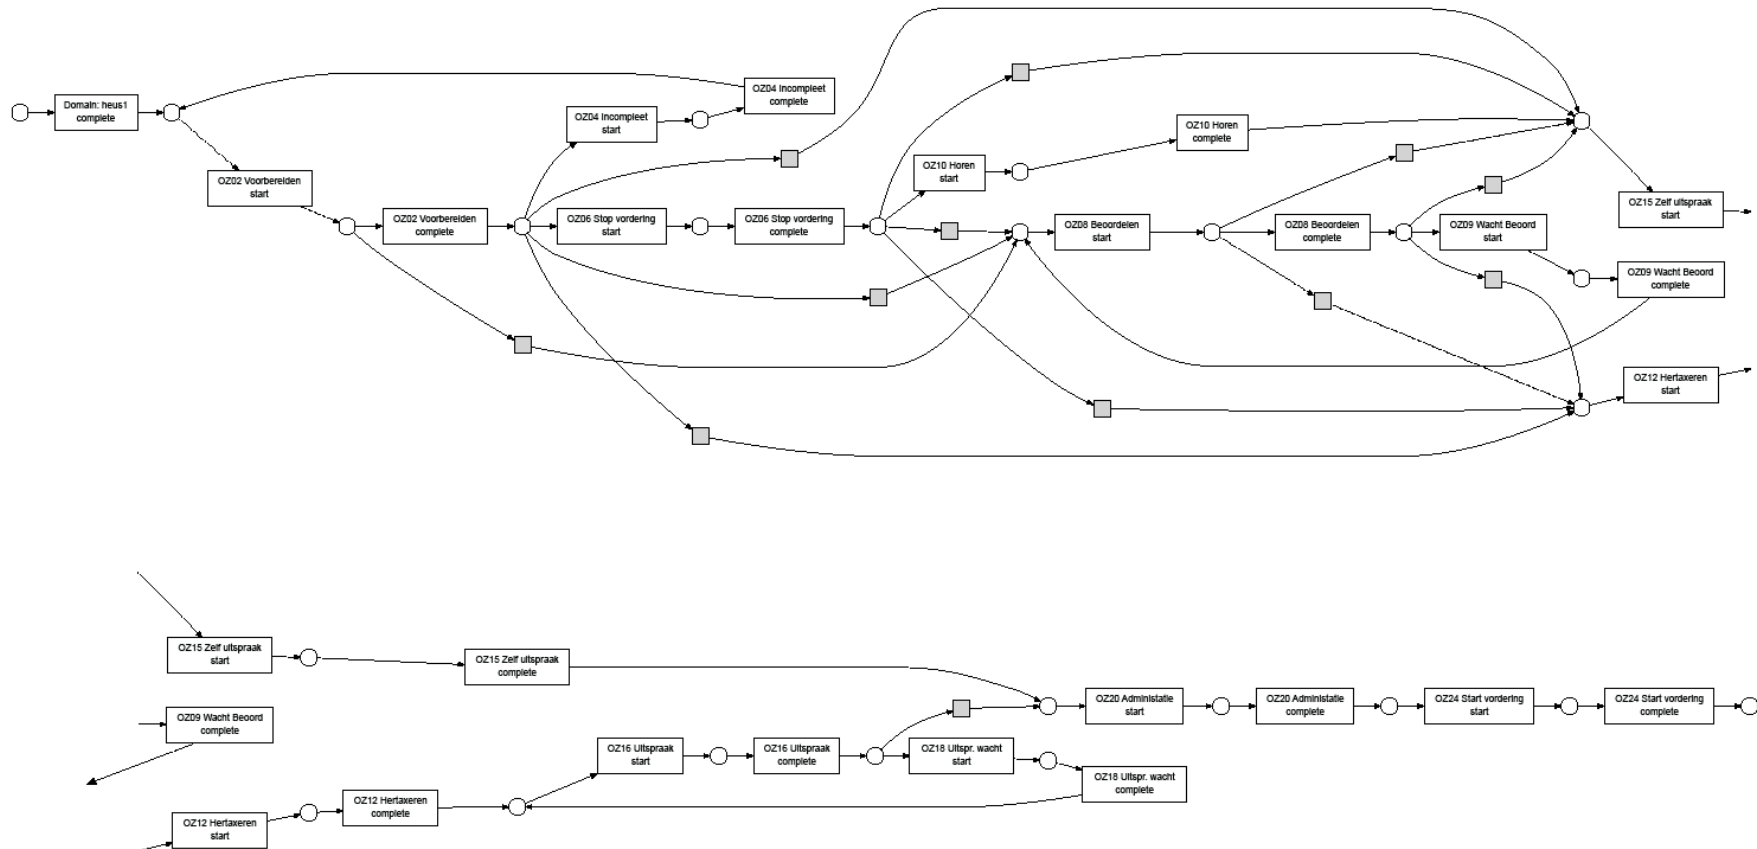 Domain: heus1
complete
OZ02 Voorbereiden
start
OZ02 Voorbereiden
complete
OZ04 Incompleet
start
OZ04 Incompleet
complete
OZ06 Stop vordering
start
OZ06 Stop vordering
complete
OZ10 Horen
start
OZ10 Horen
complete
OZ08 Beoordelen
start
OZ08 Beoordelen
complete
OZ09 Wacht Beoord
start
OZ09 Wacht Beoord
complete
OZ15 Zelf uitspraak
start
OZ12 Hertaxeren
start
OZ15 Zelf uitspraak
start
OZ15 Zelf uitspraak
complete
OZ09 Wacht Beoord
complete
OZ12 Hertaxeren
start
OZ12 Hertaxeren
complete
OZ16 Uitspraak
start
OZ16 Uitspraak
complete
OZ18 Uitspr. wacht
start
OZ18 Uitspr. wacht
complete
OZ20 Administatie
start
OZ20 Administatie
complete
OZ24 Start vordering
start
OZ24 Start vordering
complete